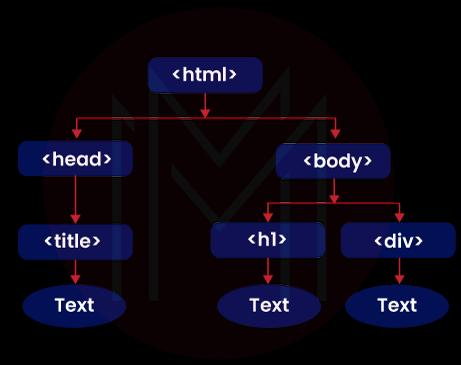 <html>
<head>
<body>
<title>
<h1>
<div>
Text
Text
Text